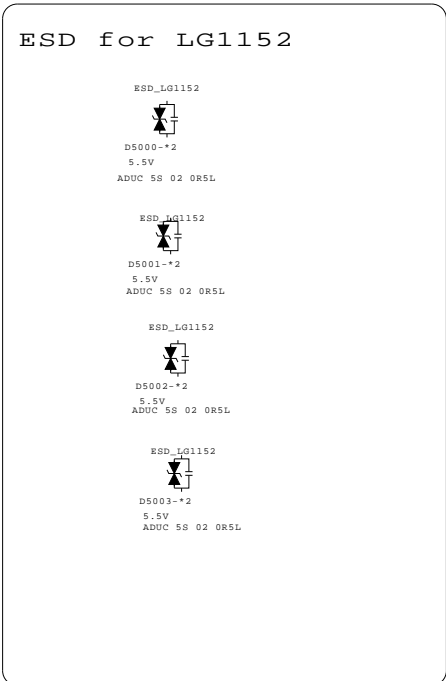 ESD for LG1152
ESD_LG1152
D5000-*2
5.5V
ADUC 5S 02 0R5L
ESD_LG1152
D5001-*2
5.5V
ADUC 5S 02 0R5L
ESD_LG1152
D5002-*2
5.5V
ADUC 5S 02 0R5L
ESD_LG1152
D5003-*2
5.5V
ADUC 5S 02 0R5L